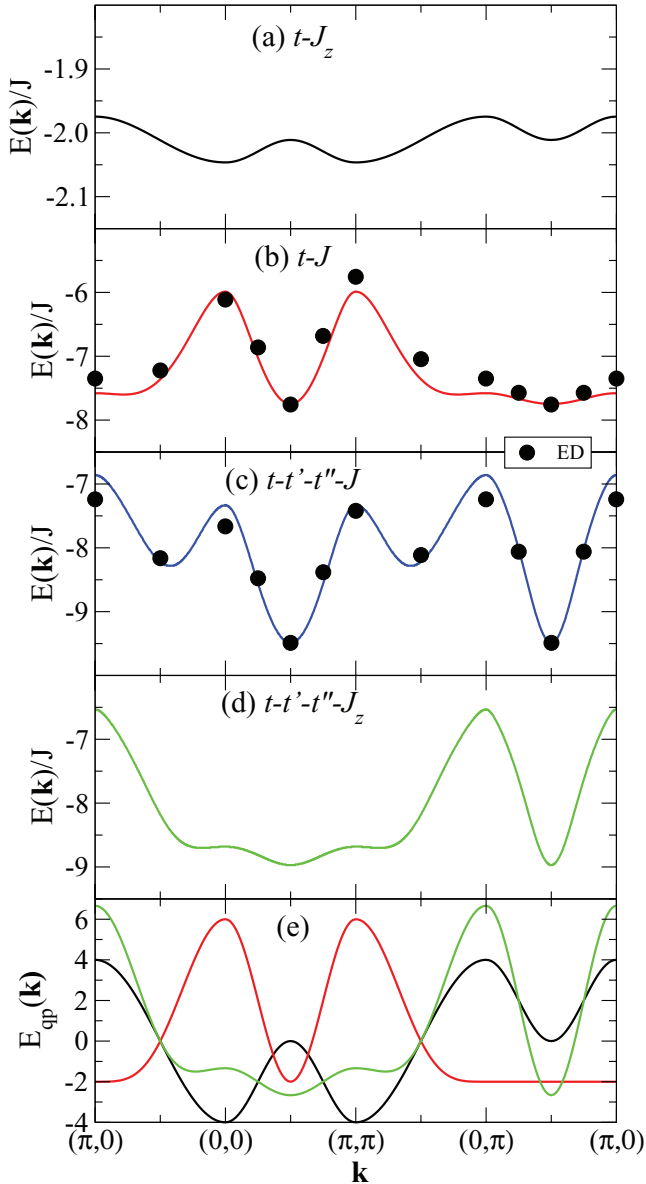 (a) t-J_z
E(k)/J
-1.9
-2.0
-2.1
(b) t-J
E(k)/J
-6
-7
-8
ED
(c) t-t'-t''-J
E(k)/J
-7
-8
-9
(d) t-t'-t''-J_z
E(k)/J
-7
-8
-9
(e)
E_qp(k)
6
4
2
0
-2
-4
(π,0) (0,0) (π,π) (0,π) (π,0)
k